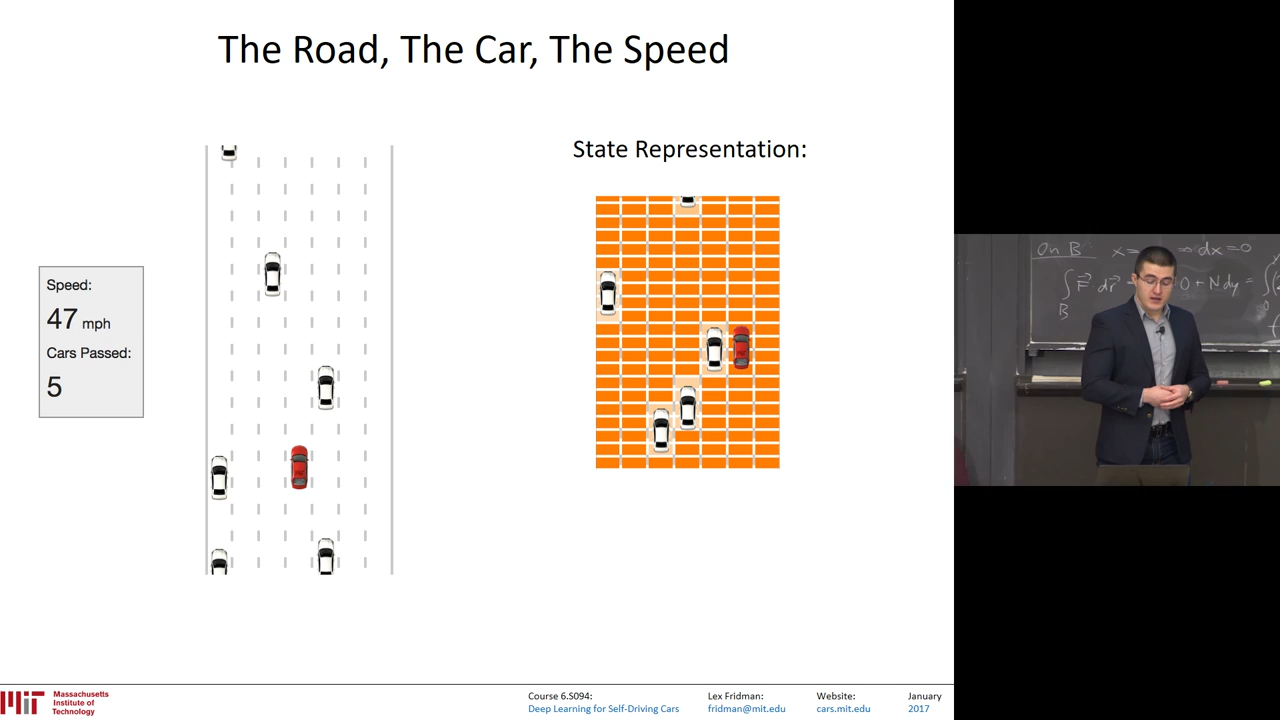 The Road, The Car, The Speed
State Representation:
Speed:
47 mph
Cars Passed:
5
On B
Massachusetts
Institute of
Technology
Course 6.S094:
Deep Learning for Self-Driving Cars
Lex Fridman:
fridman@mit.edu
Website:
cars.mit.edu
January
2017